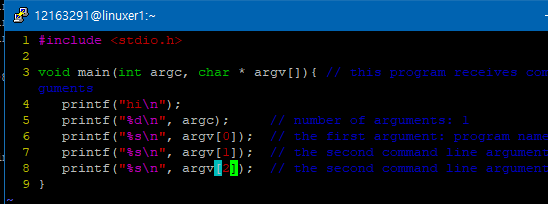 12163291@linuxer1:~
1 #include <stdio.h>
2
3 void main(int argc, char * argv[]){ // this program receives com
guments
4 printf("hi\n");
5 printf("%d\n", argc); // number of arguments: 1
6 printf("%s\n", argv[0]); // the first argument: program name
7 printf("%s\n", argv[1]); // the second command line argument
8 printf("%s\n", argv[2]); // the second command line argument
9 }
~